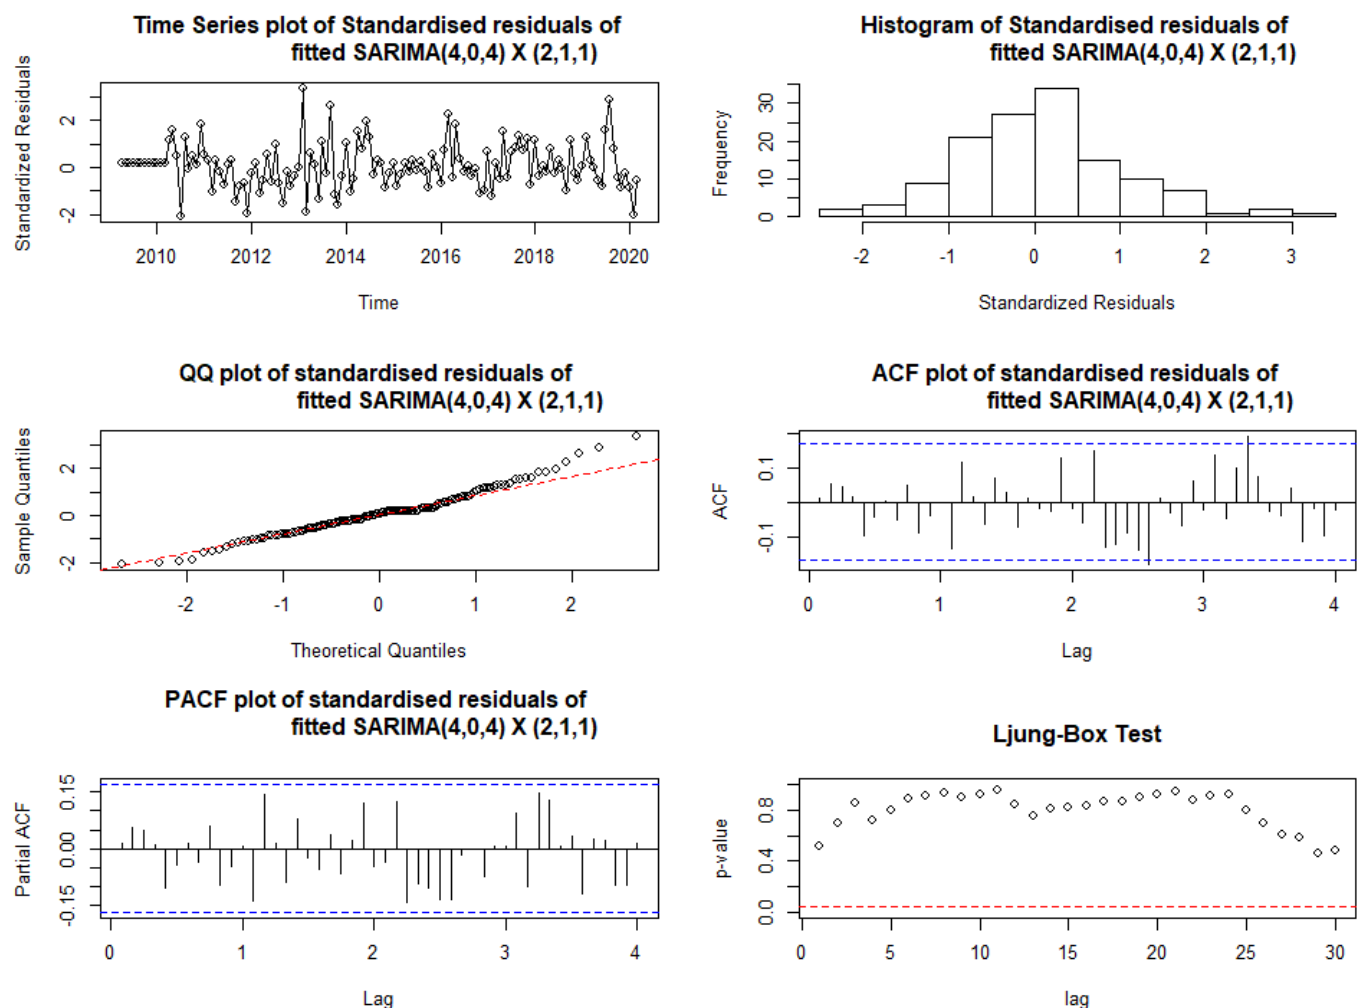 Time Series plot of Standardised residuals of
fitted SARIMA(4,0,4) X (2,1,1)
Standardized Residuals
2
0
-2
2010 2012 2014 2016 2018 2020
Time
Histogram of Standardised residuals of
fitted SARIMA(4,0,4) X (2,1,1)
Frequency
30
10
0
-2 -1 0 1 2 3
Standardized Residuals
QQ plot of standardised residuals of
fitted SARIMA(4,0,4) X (2,1,1)
Sample Quantiles
2
0
-2
-2 -1 0 1 2
Theoretical Quantiles
ACF plot of standardised residuals of
fitted SARIMA(4,0,4) X (2,1,1)
ACF
0.1
-0.1
0 1 2 3 4
Lag
PACF plot of standardised residuals of
fitted SARIMA(4,0,4) X (2,1,1)
Partial ACF
0.15
0.00
-0.15
0 1 2 3 4
Lag
Ljung-Box Test
p-value
0.8
0.4
0.0
0 5 10 15 20 25 30
lag